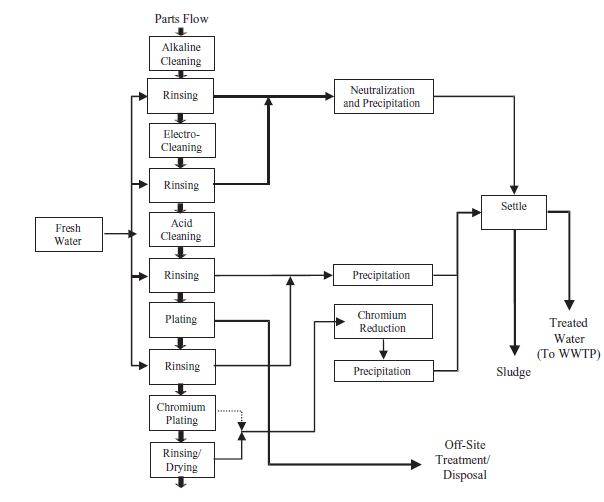 Parts Flow
Alkaline
Cleaning
Rinsing
Neutralization
and Precipitation
Electro-
Cleaning
Rinsing
Settle
Fresh
Water
Acid
Cleaning
Rinsing
Precipitation
Plating
Chromium
Reduction
Treated
Water
(To WWTP)
Rinsing
Precipitation
Sludge
Chromium
Plating
Rinsing/
Drying
Off-Site
Treatment/
Disposal